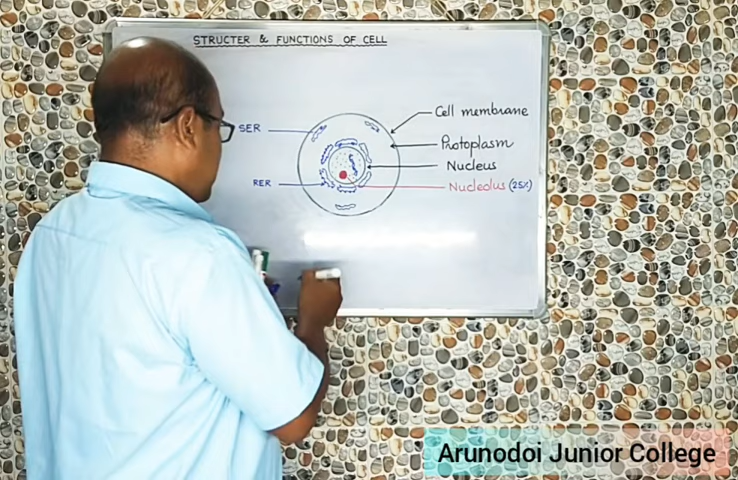 STRUCTER & FUNCTIONS OF CELL
Cell membrane
SER
Protoplasm
Nucleus
RER
Nucleolus (25%)
Arunodoi Junior College